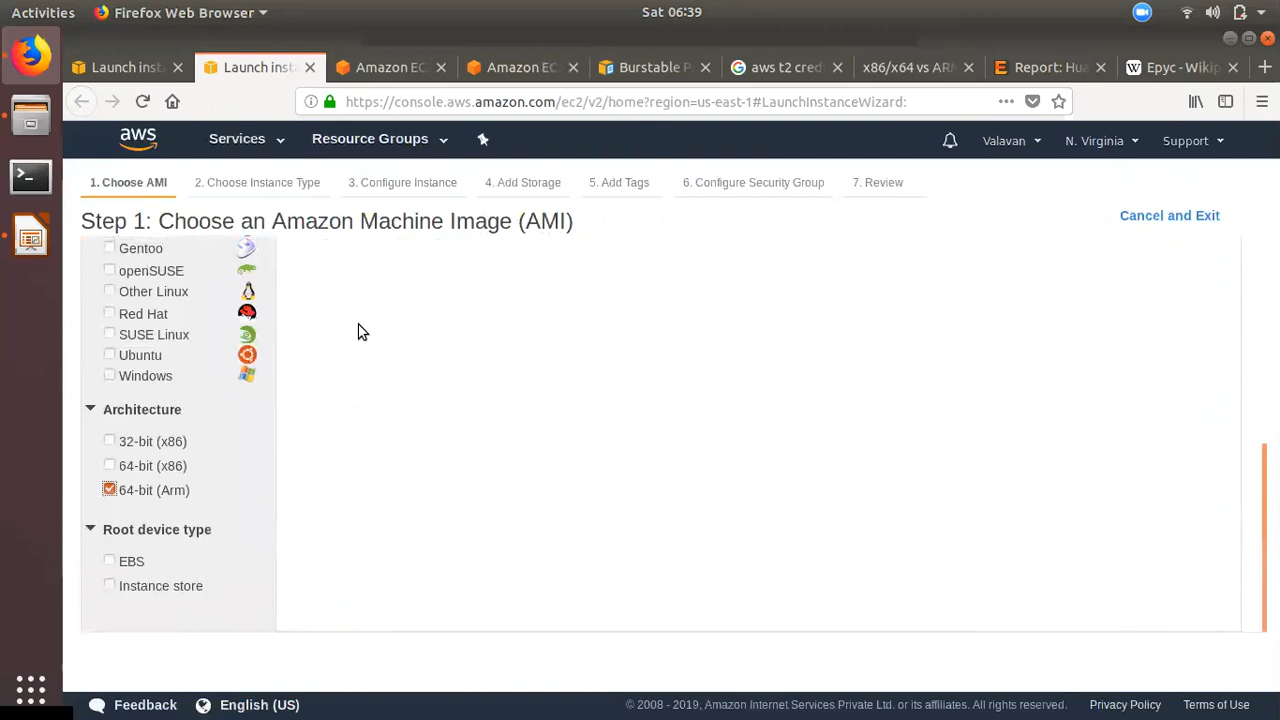 Activities Firefox Web Browser Sat 06:39
Launch inst Launch insta Amazon EC Amazon EC Burstable P aws t2 cred x86/x64 vs ARM Report: Hua Epyc - Wikip
https://console.aws.amazon.com/ec2/v2/home?region=us-east-1#LaunchInstanceWizard:
aws Services Resource Groups Valavan N. Virginia Support
1. Choose AMI 2. Choose Instance Type 3. Configure Instance 4. Add Storage 5. Add Tags 6. Configure Security Group 7. Review
Step 1: Choose an Amazon Machine Image (AMI) Cancel and Exit
Gentoo
openSUSE
Other Linux
Red Hat
SUSE Linux
Ubuntu
Windows
Architecture
32-bit (x86)
64-bit (x86)
64-bit (Arm)
Root device type
EBS
Instance store
Feedback English (US) © 2008 - 2019, Amazon Internet Services Private Ltd. or its affiliates. All rights reserved. Privacy Policy Terms of Use